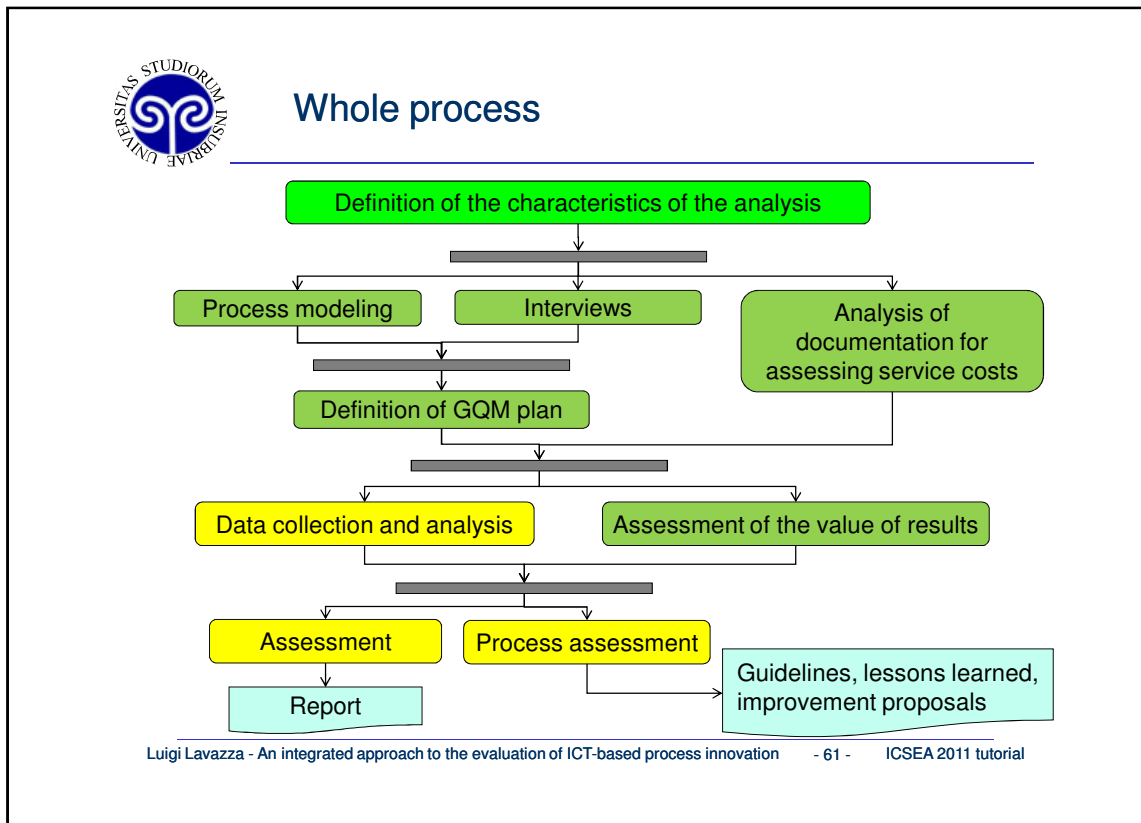 UNIVERSITAS STUDIORUM INSUBRIAE
Whole process
Definition of the characteristics of the analysis
Process modeling
Interviews
Analysis of
documentation for
assessing service costs
Definition of GQM plan
Data collection and analysis
Assessment of the value of results
Assessment
Process assessment
Report
Guidelines, lessons learned,
improvement proposals
Luigi Lavazza - An integrated approach to the evaluation of ICT-based process innovation - 61 - ICSEA 2011 tutorial